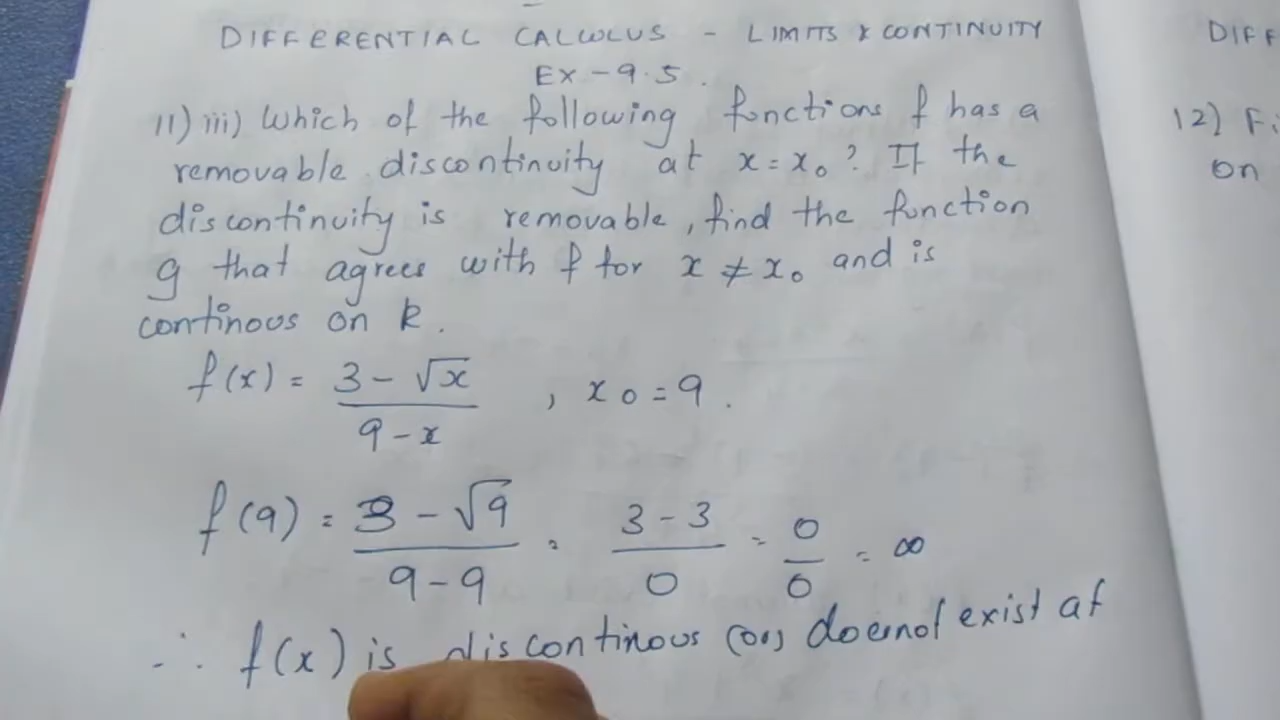 DIFFERENTIAL CALCULUS - LIMITS & CONTINUITY
EX - 9.5.
11) iii) Which of the following functions f has a
removable discontinuity at x = x₀? If the
discontinuity is removable, find the function
g that agrees with f for x ≠ x₀ and is
continous on R.
f(x) = (3 - √x) / (9 - x), x₀ = 9.
f(9) = (3 - √9) / (9 - 9) = (3 - 3) / 0 = 0 / 0 = ∞
∴ f(x) is discontinous (or) doesnot exist at
DIFF
12) F
on